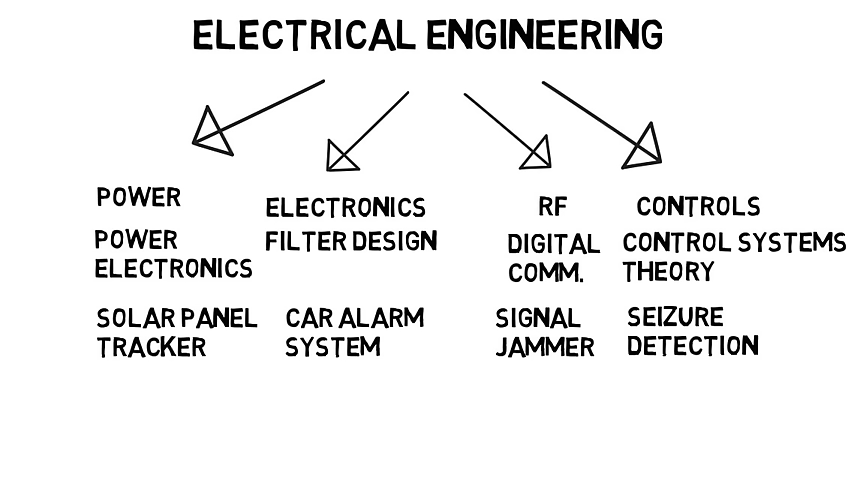 ELECTRICAL ENGINEERING
POWER
ELECTRONICS
RF
CONTROLS
POWER
ELECTRONICS
FILTER DESIGN
DIGITAL
COMM.
CONTROL SYSTEMS
THEORY
SOLAR PANEL
TRACKER
CAR ALARM
SYSTEM
SIGNAL
JAMMER
SEIZURE
DETECTION